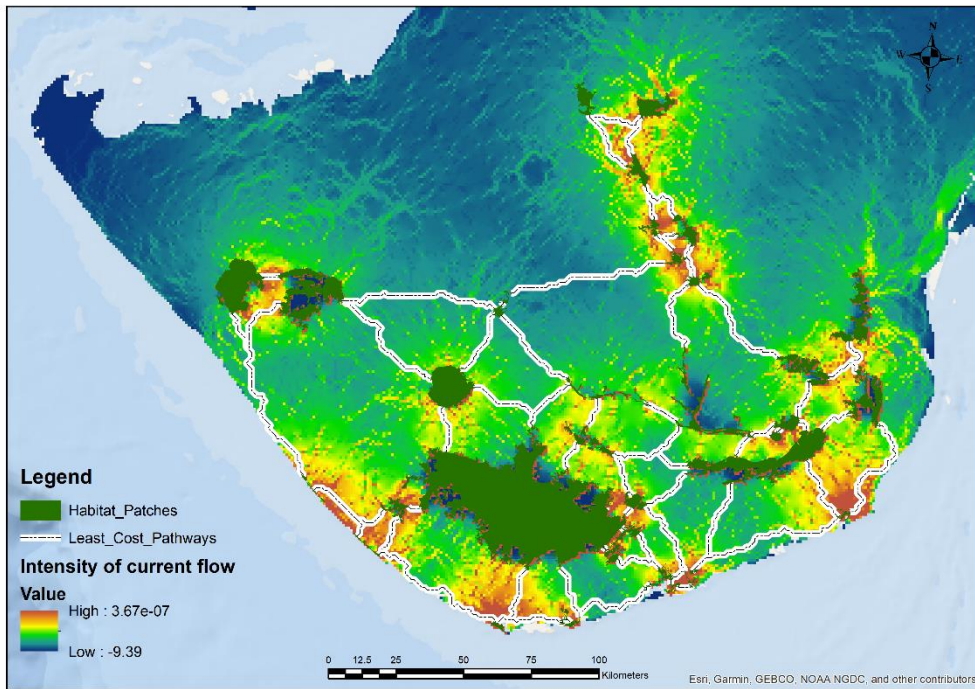 N
W E
S
Legend
Habitat_Patches
Least_Cost_Pathways
Intensity of current flow
Value
High : 3.67e-07
Low : -9.39
0 12.5 25 50 75 100
Kilometers
Esri, Garmin, GEBCO, NOAA NGDC, and other contributors